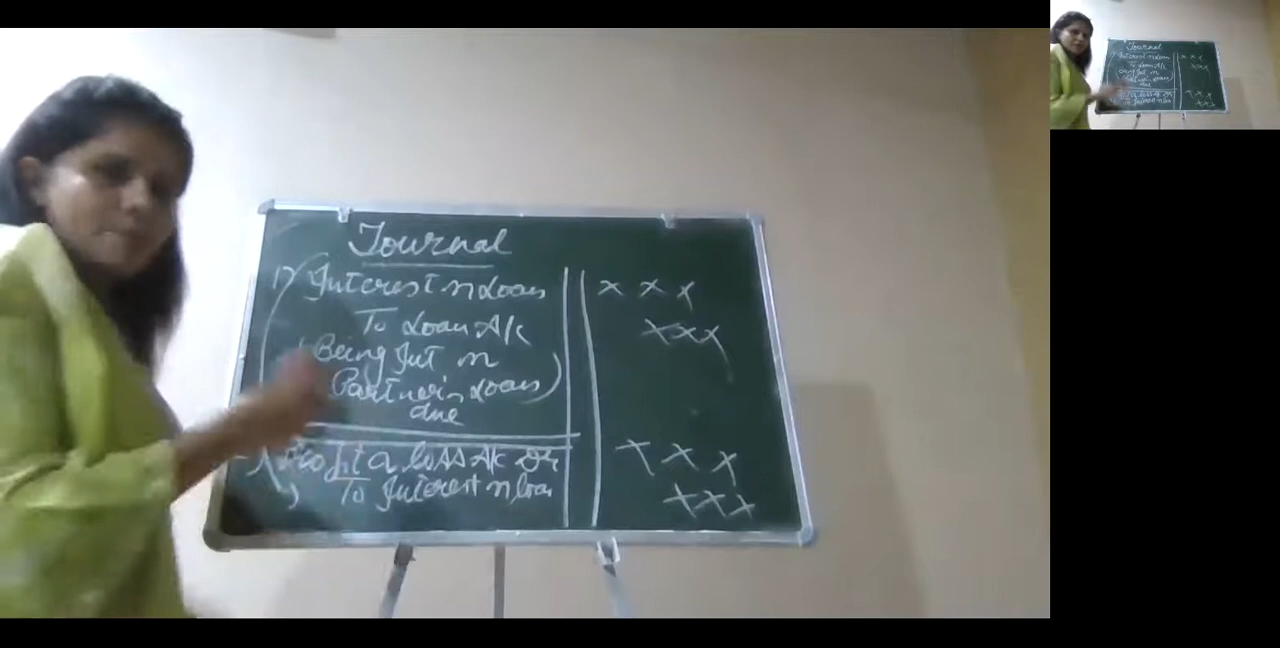 Journal
1) Interest on Loan x x x
To Loan A/c x x x
(Being Int on
Partner's Loan)
due
Profit & loss A/c Dr x x x
To Interest on loan x x x